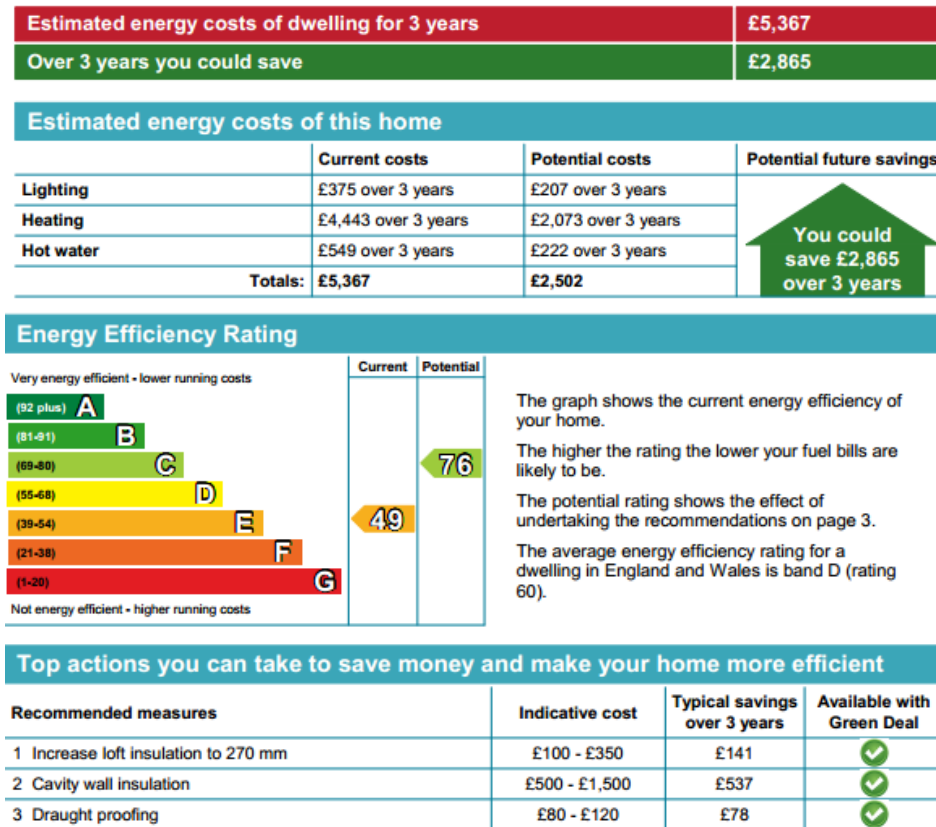 Estimated energy costs of dwelling for 3 years £5,367
Over 3 years you could save £2,865
Estimated energy costs of this home
Current costs Potential costs Potential future savings
Lighting £375 over 3 years £207 over 3 years
Heating £4,443 over 3 years £2,073 over 3 years
Hot water £549 over 3 years £222 over 3 years
Totals: £5,367 £2,502
You could
save £2,865
over 3 years
Energy Efficiency Rating
Current Potential
Very energy efficient - lower running costs
(92 plus) A
(81-91) B
(69-80) C
76
(55-68) D
(39-54) E
49
(21-38) F
(1-20) G
Not energy efficient - higher running costs
The graph shows the current energy efficiency of
your home.
The higher the rating the lower your fuel bills are
likely to be.
The potential rating shows the effect of
undertaking the recommendations on page 3.
The average energy efficiency rating for a
dwelling in England and Wales is band D (rating
60).
Top actions you can take to save money and make your home more efficient
Recommended measures Indicative cost Typical savings over 3 years Available with Green Deal
1 Increase loft insulation to 270 mm £100 - £350 £141
2 Cavity wall insulation £500 - £1,500 £537
3 Draught proofing £80 - £120 £78